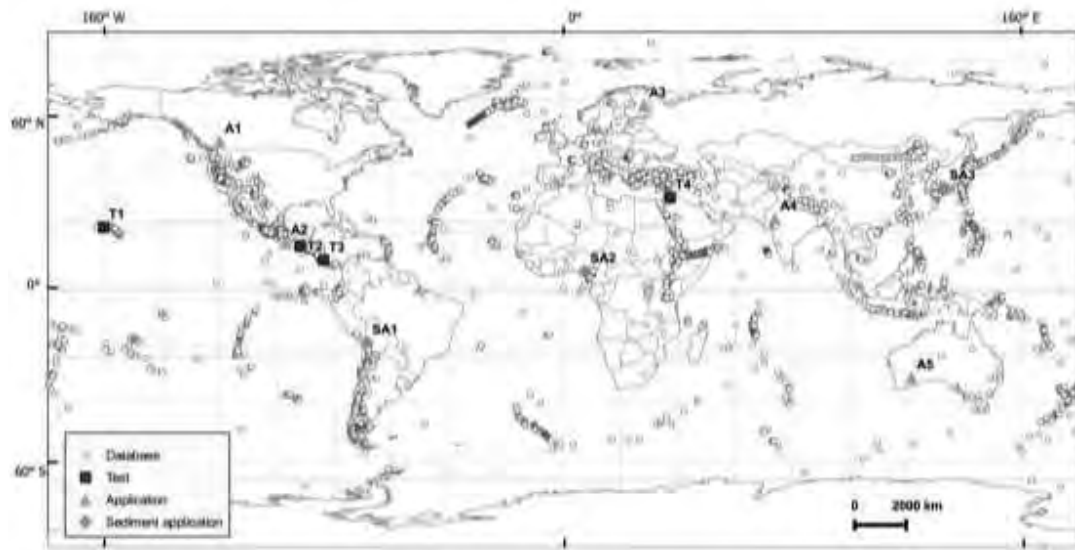 160° W 0° 160° E
A3
60° N
A1
C
SA3
T4
T1
A4
A2
T2 T3
SA2
0°
SA1
A5
Database
Test
Application
Sediment application
60° S
0 2000 km